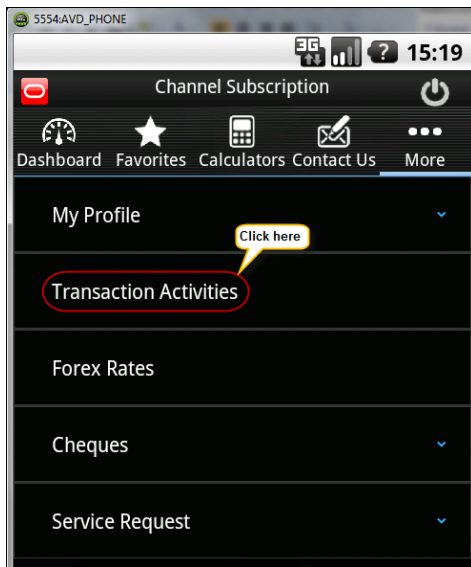 5554:AVD_PHONE
3G ? 15:19
Channel Subscription
Dashboard Favorites Calculators Contact Us More
My Profile
Click here
Transaction Activities
Forex Rates
Cheques
Service Request